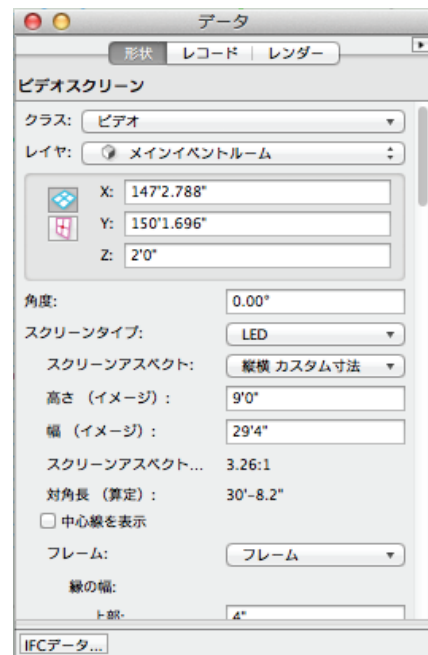 データ
形状 レコード レンダー
ビデオスクリーン
クラス: ビデオ
レイヤ: メインイベントルーム
X: 147'2.788"
Y: 150'1.696"
Z: 2'0"
角度: 0.00°
スクリーンタイプ: LED
スクリーンアスペクト: 縦横 カスタム寸法
高さ (イメージ) : 9'0"
幅 (イメージ) : 29'4"
スクリーンアスペクト... 3.26:1
対角長 (算定) : 30'-8.2"
中心線を表示
フレーム: フレーム
縁の幅:
上部: 4"
IFCデータ...